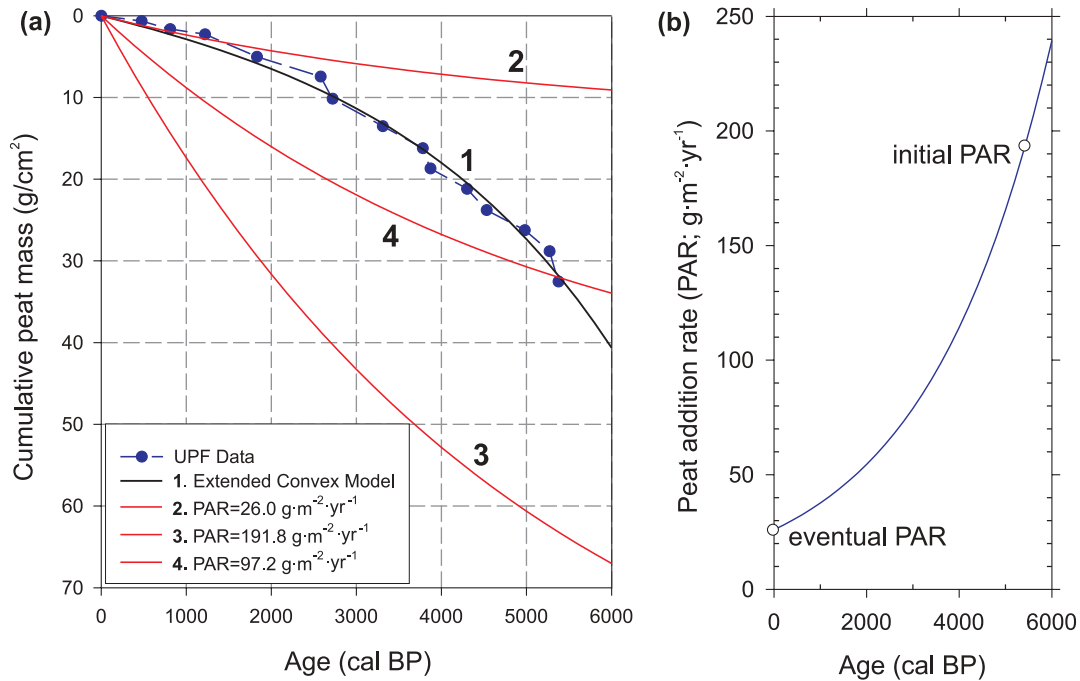 (a)
Cumulative peat mass (g/cm²)
0
10
20
30
40
50
60
70
2
1
4
3
UPF Data
1. Extended Convex Model
2. PAR=26.0 g·m⁻²·yr⁻¹
3. PAR=191.8 g·m⁻²·yr⁻¹
4. PAR=97.2 g·m⁻²·yr⁻¹
0 1000 2000 3000 4000 5000 6000
Age (cal BP)
(b)
Peat addition rate (PAR; g·m⁻²·yr⁻¹)
250
200
150
100
50
0
initial PAR
eventual PAR
0 2000 4000 6000
Age (cal BP)